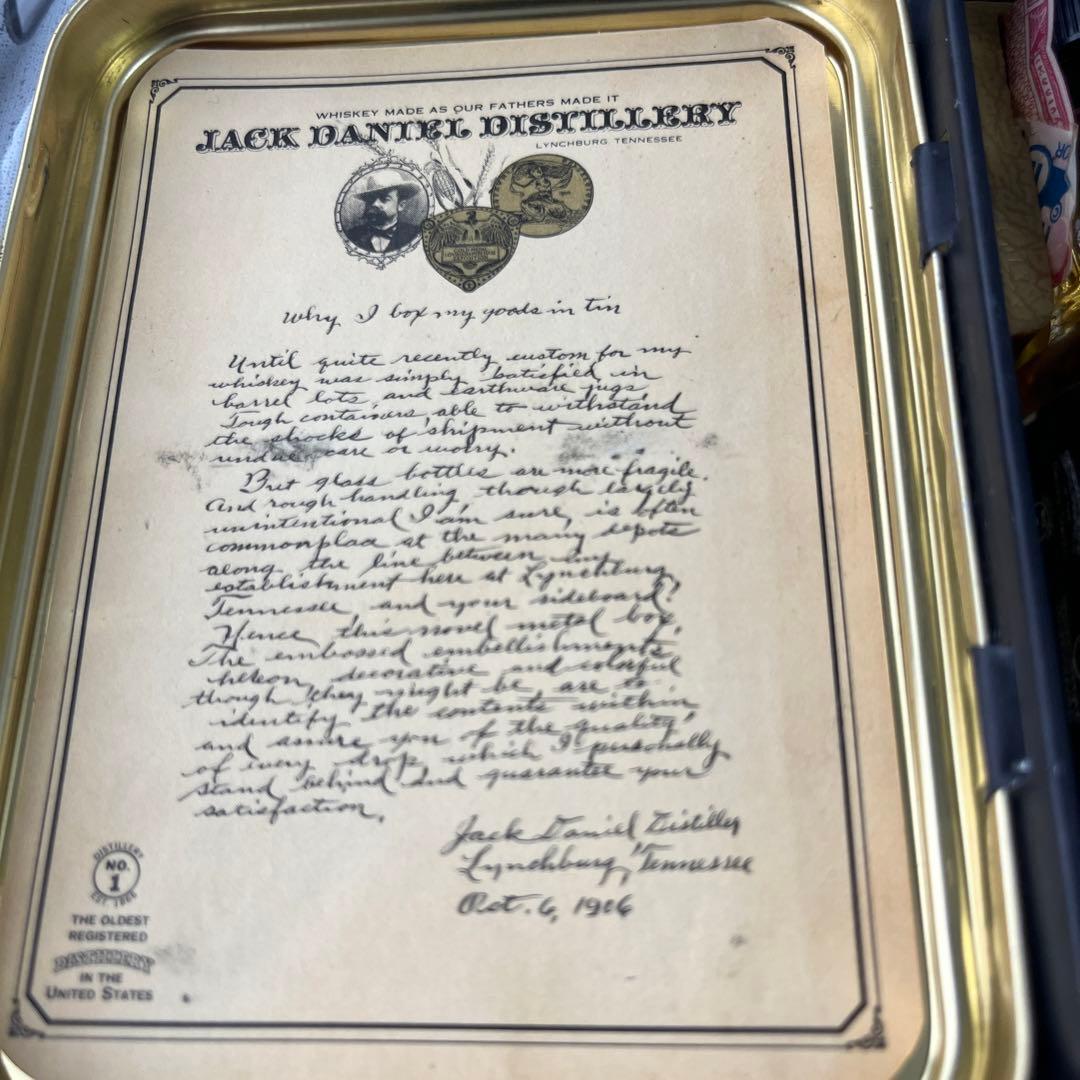 WHISKEY MADE AS OUR FATHERS MADE IT
JACK DANIEL DISTILLERY
LYNCHBURG TENNESSEE
Why I box my goods in tin
Until quite recently custom for my
whiskey was simply satisfied in
barrel lots and earthware jugs.
Tough containers able to withstand
the shocks of shipment without
undue care or worry.
But glass bottles are more fragile.
And rough handling though largely
unintentional I am sure, is often
commonplace at the many depots
along the line between my
establishment here at Lynchburg,
Tennessee and your sideboard.
Hence this novel metal box.
The embossed embellishments
hereon, decorative and colorful
though they might be, are to
identify the contents within
and assure you of the quality
of every drop which I personally
stand behind and guarantee your
satisfaction.
Jack Daniel Distiller
Lynchburg, Tennessee
Oct. 6, 1906
DISTILLERY
NO.
1
EST. 1866
THE OLDEST
REGISTERED
DISTILLERY
IN THE
UNITED STATES